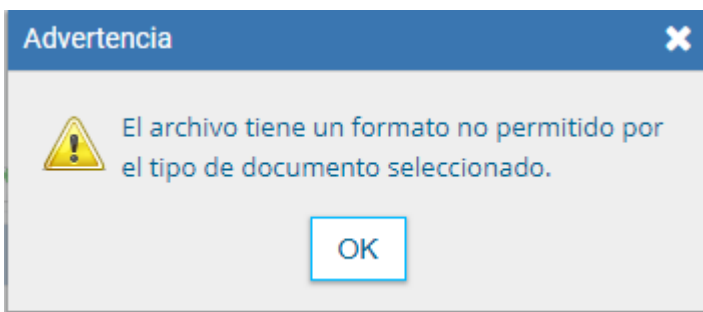 Advertencia
El archivo tiene un formato no permitido por
el tipo de documento seleccionado.
OK